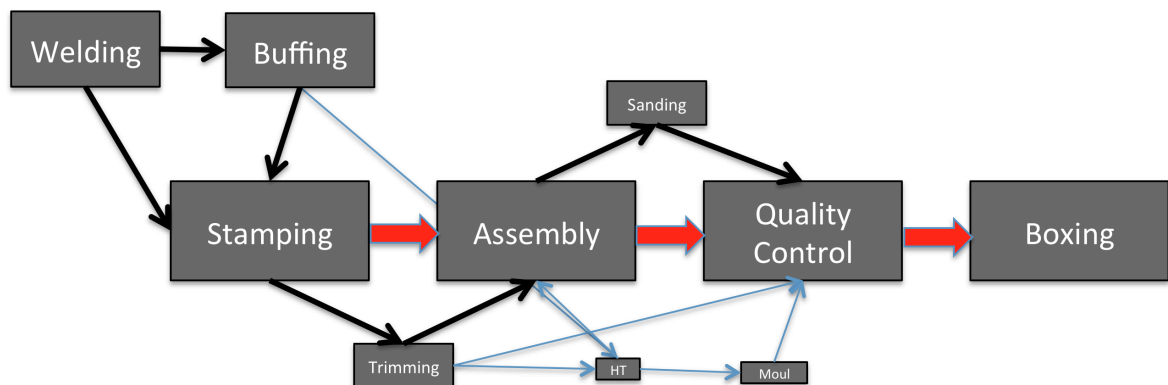 Welding
Buffing
Sanding
Stamping
Assembly
Quality
Control
Boxing
Trimming
HT
Moul